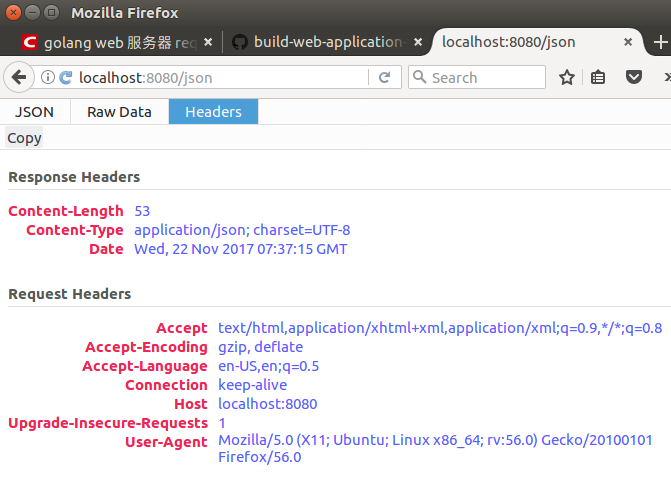 Mozilla Firefox
golang web 服务器 req
build-web-application-
localhost:8080/json
localhost:8080/json
Search
JSON Raw Data Headers
Copy
Response Headers
Content-Length 53
Content-Type application/json; charset=UTF-8
Date Wed, 22 Nov 2017 07:37:15 GMT
Request Headers
Accept text/html,application/xhtml+xml,application/xml;q=0.9,*/*;q=0.8
Accept-Encoding gzip, deflate
Accept-Language en-US,en;q=0.5
Connection keep-alive
Host localhost:8080
Upgrade-Insecure-Requests 1
User-Agent Mozilla/5.0 (X11; Ubuntu; Linux x86_64; rv:56.0) Gecko/20100101
Firefox/56.0